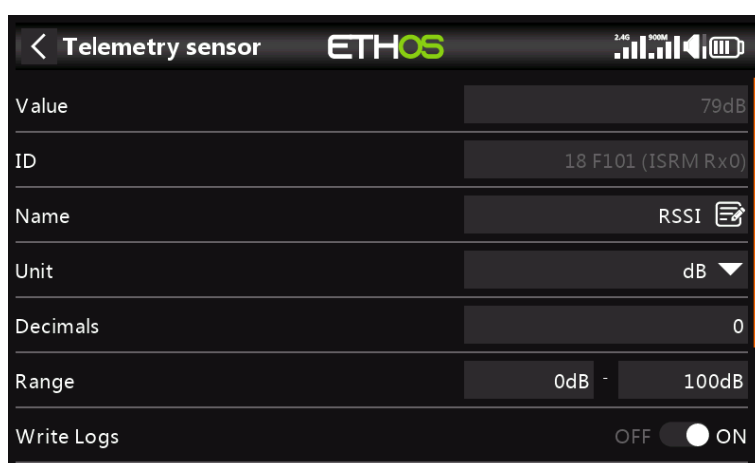 Telemetry sensor ETHOS 2.4G 900M
Value 79dB
ID 18 F101 (ISRM Rx0)
Name RSSI
Unit dB
Decimals 0
Range 0dB - 100dB
Write Logs OFF ON